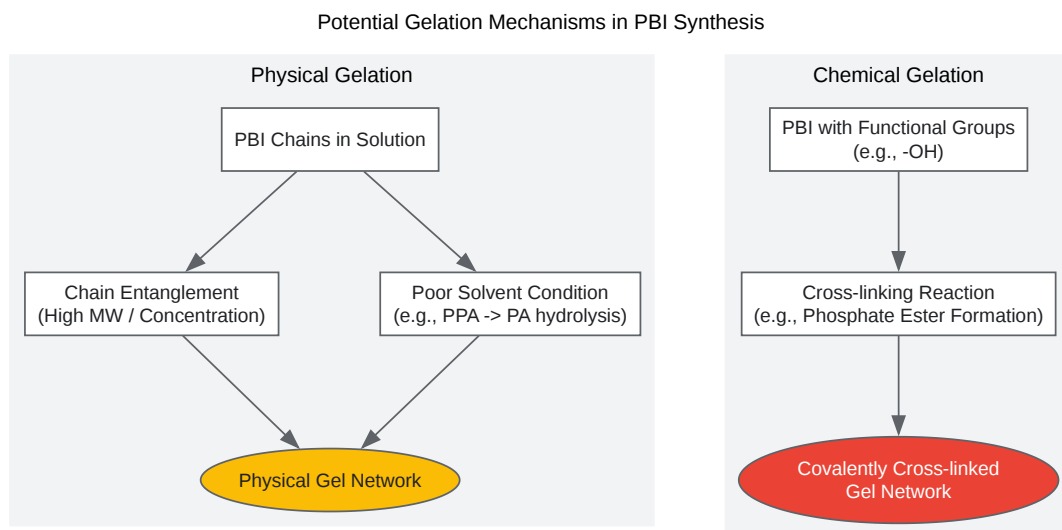 Potential Gelation Mechanisms in PBI Synthesis
Physical Gelation
PBI Chains in Solution
Chain Entanglement
(High MW / Concentration)
Poor Solvent Condition
(e.g., PPA -> PA hydrolysis)
Physical Gel Network
Chemical Gelation
PBI with Functional Groups
(e.g., -OH)
Cross-linking Reaction
(e.g., Phosphate Ester Formation)
Covalently Cross-linked
Gel Network